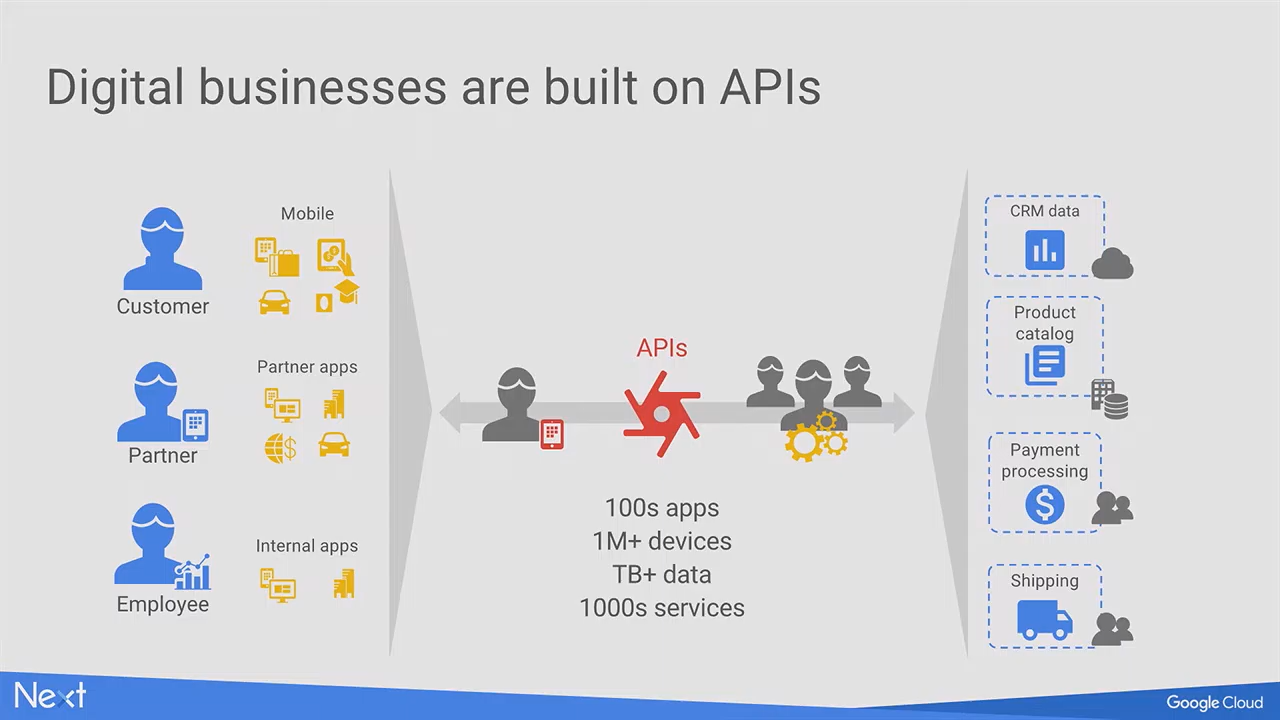 Digital businesses are built on APIs
Customer
Mobile
Partner
Partner apps
Employee
Internal apps
APIs
100s apps
1M+ devices
TB+ data
1000s services
CRM data
Product
catalog
Payment
processing
Shipping
Next
Google Cloud